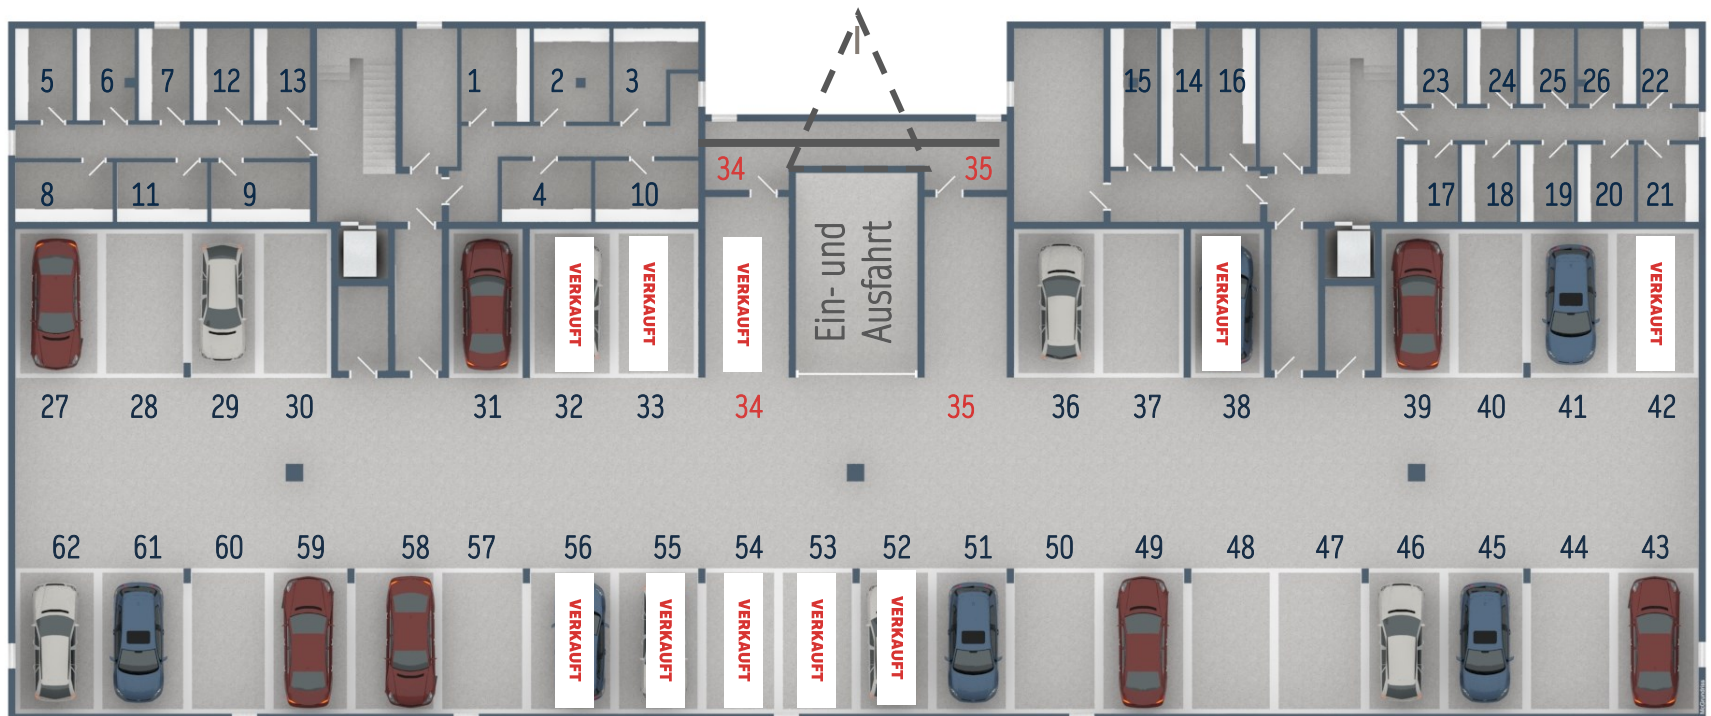 5 6 7 12 13 1 2 3 15 14 16 23 24 25 26 22
34 35
8 11 9 4 10 17 18 19 20 21
Ein- und
Ausfahrt
VERKAUFT
VERKAUFT
VERKAUFT
VERKAUFT
VERKAUFT
27 28 29 30 31 32 33 34 35 36 37 38 39 40 41 42
62 61 60 59 58 57 56 55 54 53 52 51 50 49 48 47 46 45 44 43
VERKAUFT
VERKAUFT
VERKAUFT
VERKAUFT
VERKAUFT